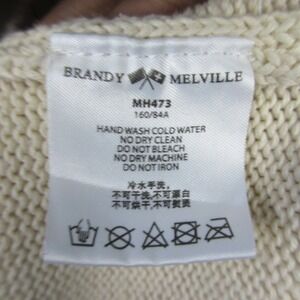 BRANDY MELVILLE
MH473
160/84A
HAND WASH COLD WATER
NO DRY CLEAN
DO NOT BLEACH
NO DRY MACHINE
DO NOT IRON
冷水手洗,
不可干洗,不可漂白
不可烘干,不可熨烫